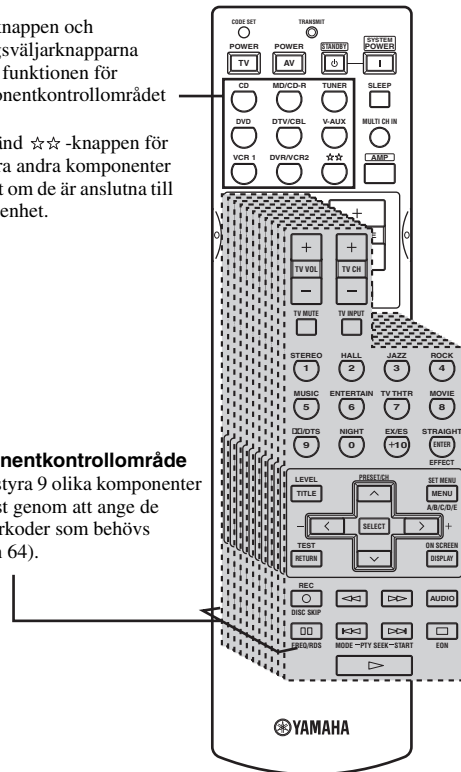 knappen och
gsväljarknapparna
funktionen för
onentkontrollområdet
änd ☆☆ -knappen för
ra andra komponenter
t om de är anslutna till
enhet.
nentkontrollområde
styra 9 olika komponenter
st genom att ange de
rkoder som behövs
n 64).
CODE SET TRANSMIT
POWER POWER STANDBY SYSTEM POWER
TV AV I
CD MD/CD-R TUNER SLEEP
DVD DTV/CBL V-AUX MULTI CH IN
VCR 1 DVR/VCR2 ☆☆ AMP
+
+ +
TV VOL TV CH
– –
TV MUTE TV INPUT
STEREO HALL JAZZ ROCK
1 2 3 4
MUSIC ENTERTAIN TV THTR MOVIE
5 6 7 8
/DTS NIGHT EX/ES STRAIGHT
9 0 +10 ENTER
EFFECT
LEVEL PRESET/CH SET MENU
TITLE MENU
A/B/C/D/E
– SELECT +
TEST ON SCREEN
RETURN DISPLAY
REC
AUDIO
DISC SKIP
FREQ/RDS MODE – PTY SEEK – START EON
YAMAHA